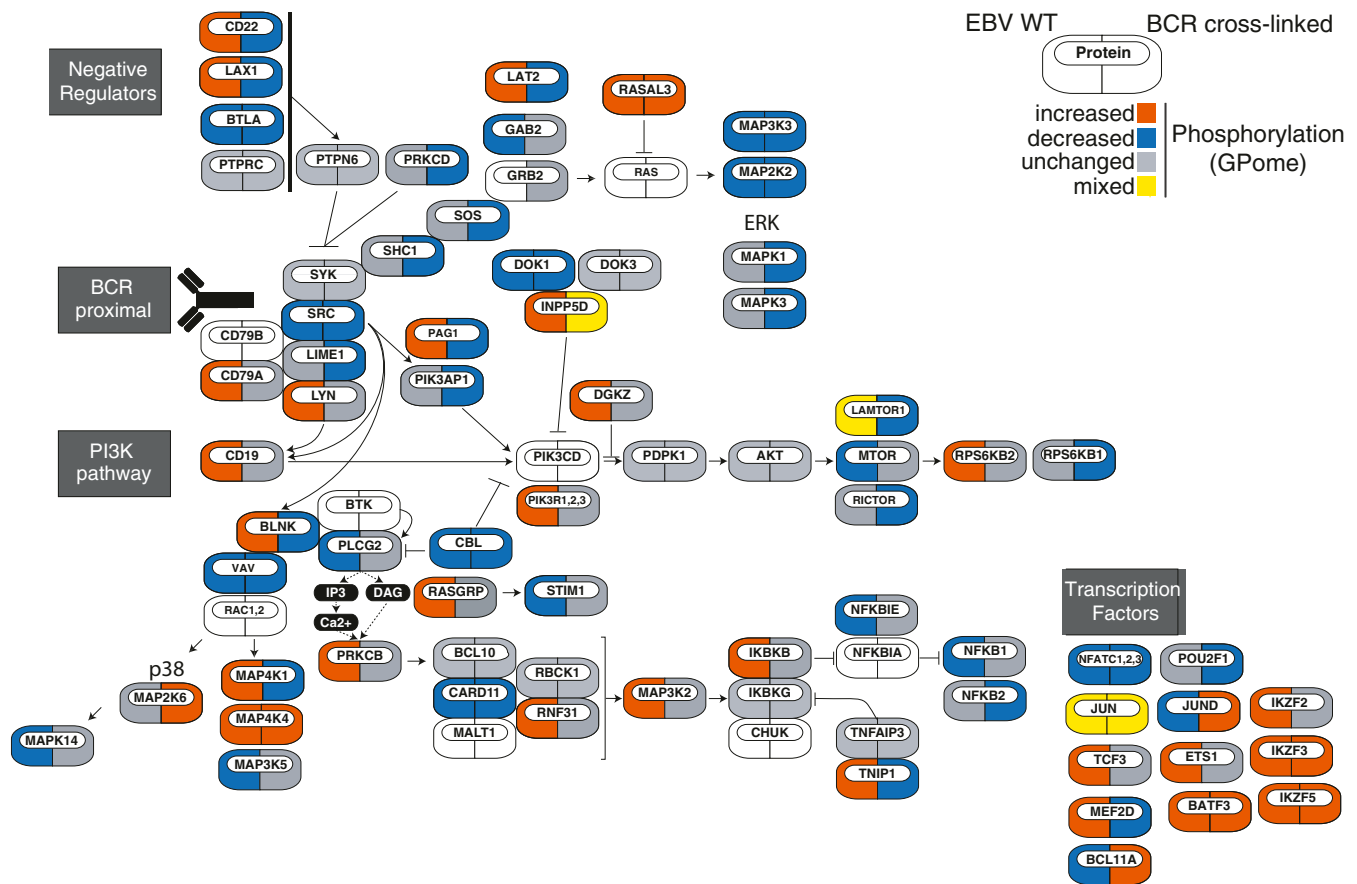 EBV WT
BCR cross-linked
Protein
increased
decreased
unchanged
mixed
Phosphorylation
(GPome)
Negative
Regulators
CD22
LAX1
BTLA
PTPRC
PTPN6
PRKCD
LAT2
GAB2
GRB2
SOS
SHC1
RASAL3
RAS
MAP3K3
MAP2K2
ERK
MAPK1
MAPK3
BCR
proximal
SYK
SRC
CD79B
LIME1
CD79A
LYN
PAG1
PIK3AP1
DOK1
DOK3
INPP5D
DGKZ
PI3K
pathway
CD19
PIK3CD
PIK3R1,2,3
PDPK1
AKT
LAMTOR1
MTOR
RICTOR
RPS6KB2
RPS6KB1
BTK
BLNK
PLCG2
CBL
VAV
RAC1,2
IP3
DAG
Ca2+
RASGRP
STIM1
PRKCB
p38
MAP2K6
MAPK14
MAP4K1
MAP4K4
MAP3K5
BCL10
CARD11
MALT1
RBCK1
RNF31
MAP3K2
IKBKB
IKBKG
CHUK
NFKBIE
NFKBIA
TNFAIP3
TNIP1
NFKB1
NFKB2
Transcription
Factors
NFATC1,2,3
POU2F1
JUN
JUND
IKZF2
TCF3
ETS1
IKZF3
MEF2D
BATF3
IKZF5
BCL11A